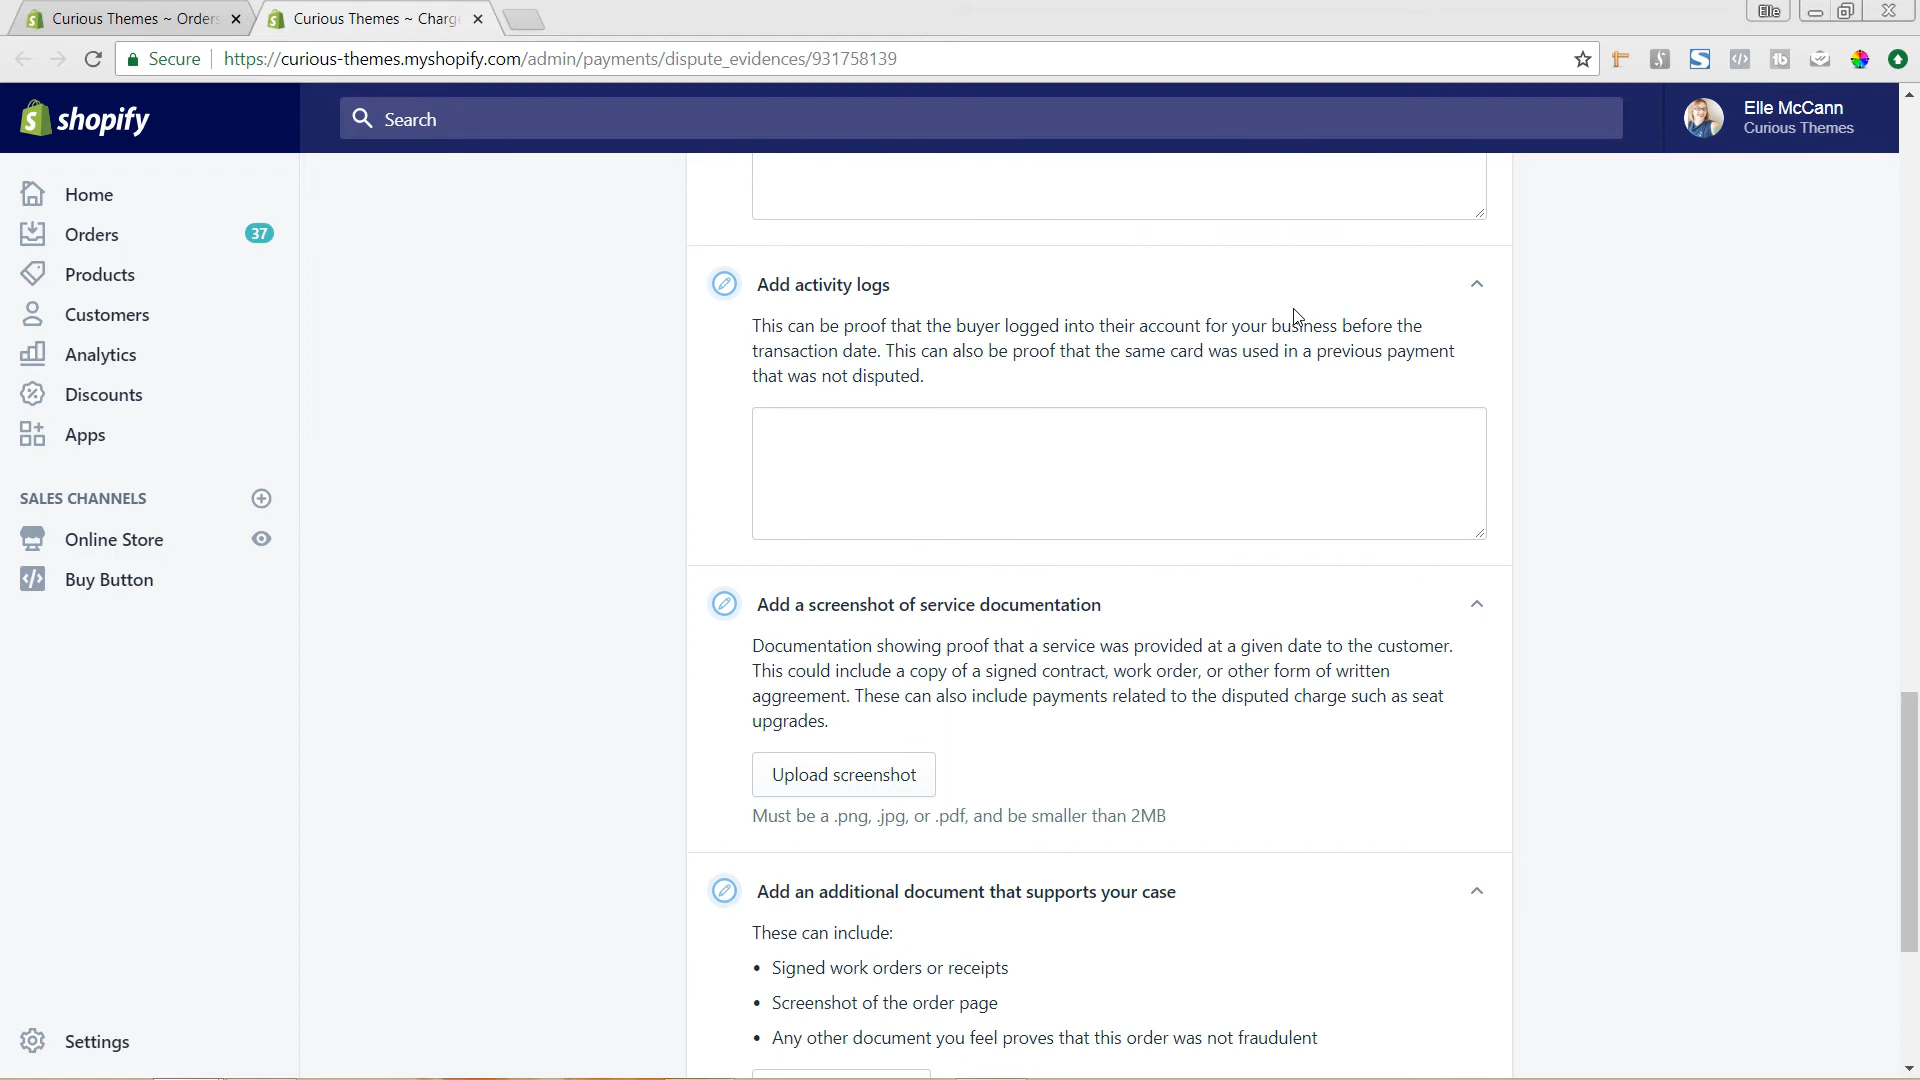 Curious Themes ~ Orders
Curious Themes ~ Charg
Elle
Secure
https://curious-themes.myshopify.com/admin/payments/dispute_evidences/931758139
shopify
Search
Elle McCann
Curious Themes
Home
Orders
37
Products
Customers
Analytics
Discounts
Apps
SALES CHANNELS
Online Store
Buy Button
Settings
Add activity logs
This can be proof that the buyer logged into their account for your business before the
transaction date. This can also be proof that the same card was used in a previous payment
that was not disputed.
Add a screenshot of service documentation
Documentation showing proof that a service was provided at a given date to the customer.
This could include a copy of a signed contract, work order, or other form of written
aggreement. These can also include payments related to the disputed charge such as seat
upgrades.
Upload screenshot
Must be a .png, .jpg, or .pdf, and be smaller than 2MB
Add an additional document that supports your case
These can include:
• Signed work orders or receipts
• Screenshot of the order page
• Any other document you feel proves that this order was not fraudulent